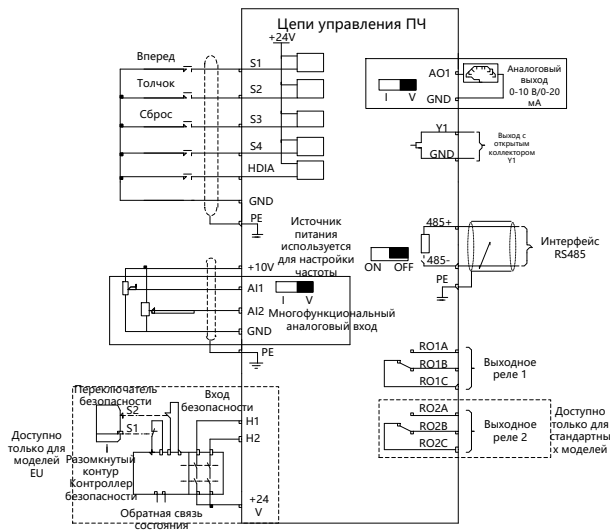 Цепи управления ПЧ
+24V
Вперед
S1
Толчок
S2
Сброс
S3
S4
HDIA
GND
PE
AO1
I
V
GND
Аналоговый
выход
0-10 В/0-20
мА
Y1
GND
Выход с
открытым
коллектором
Y1
Источник
питания
используется
для настройки
частоты
+10V
AI1
I
V
AI2
Многофункциональный
аналоговый вход
GND
PE
485+
ON
OFF
485-
PE
Интерфейс
RS485
RO1A
RO1B
RO1C
Выходное
реле 1
RO2A
RO2B
RO2C
Выходное
реле 2
Доступно
только для
стандартны
х моделей
Переключатель
безопасности
S2
S1
Вход
безопасности
H1
H2
Доступно
только для
моделей
EU
Разомкнутый
контур
Контроллер
безопасности
+24
V
Обратная связь
состояния